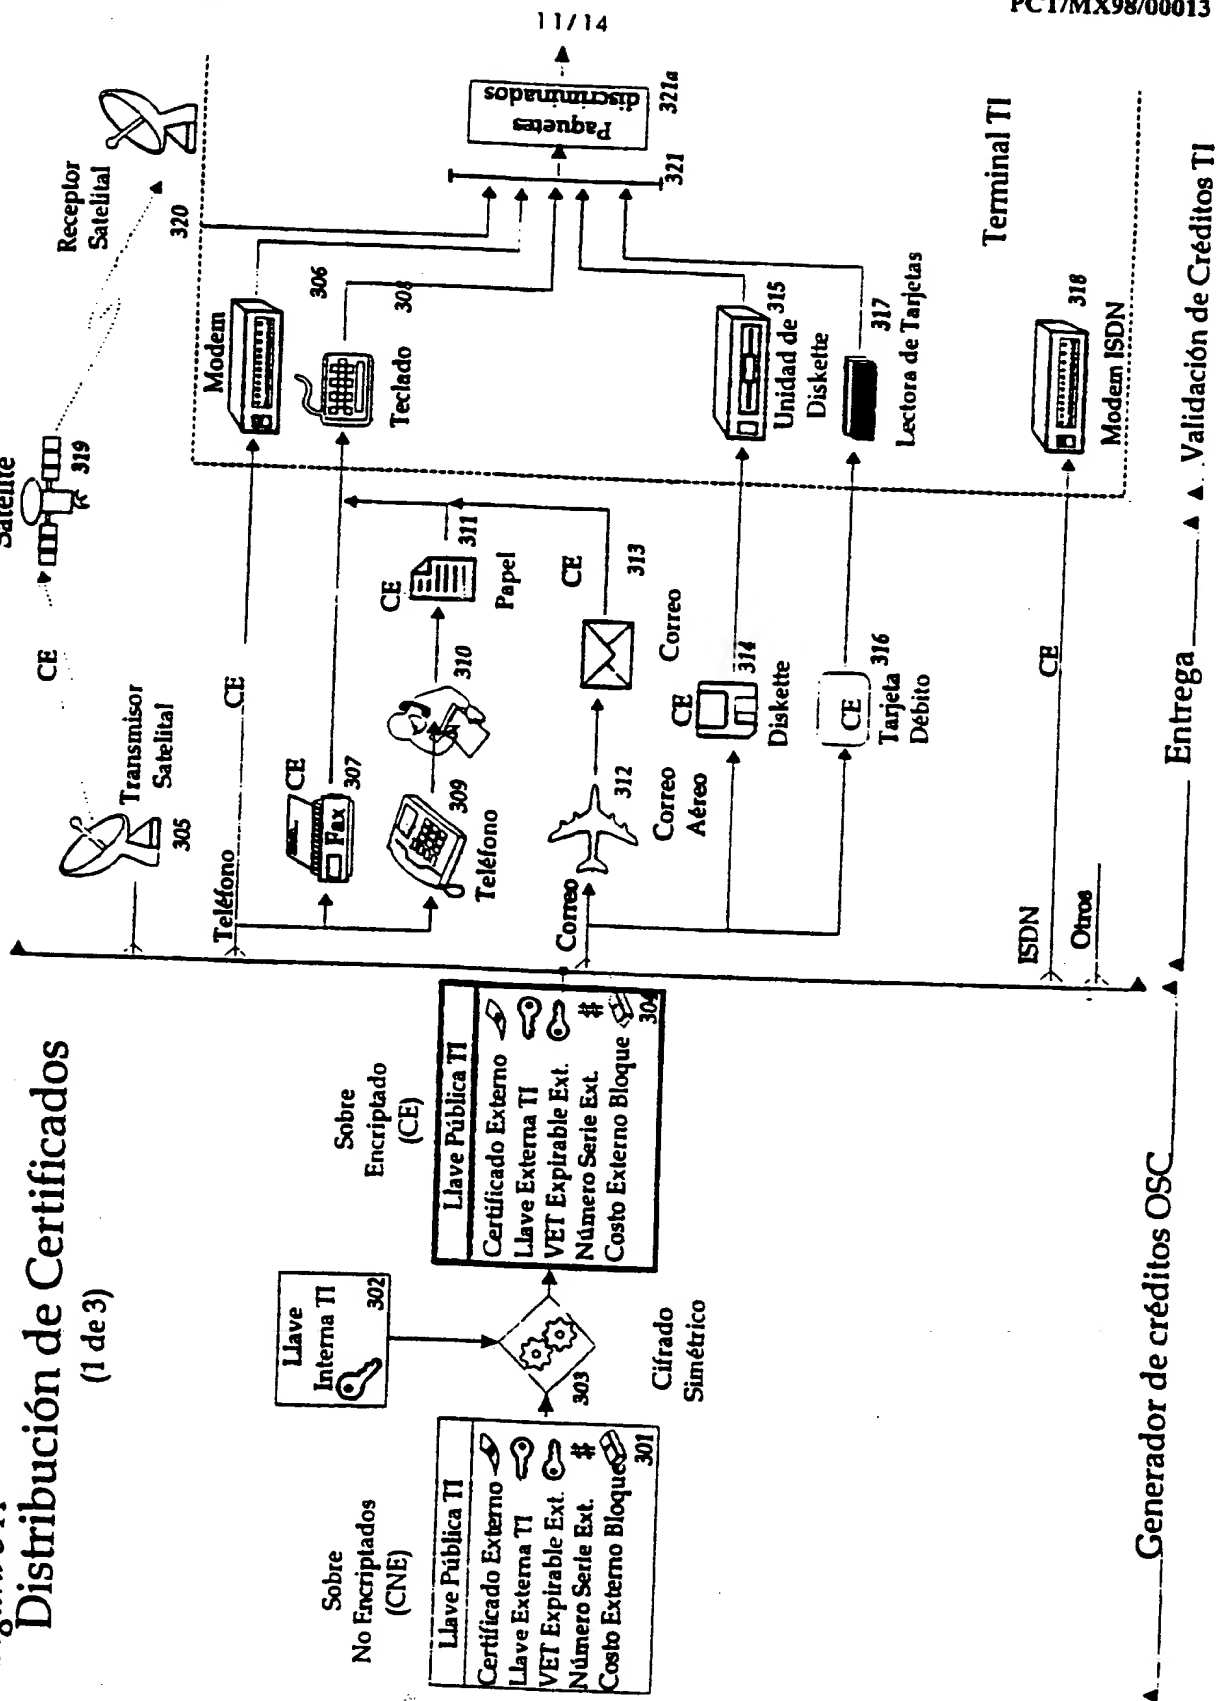 PCT/MX98/00013
11/14
Distribución de Certificados
(1 de 3)
Sobre
No Encriptados
(CNE)
Llave Pública TI
Certificado Externo
Llave Externa TI
VET Expirable Ext.
Número Serie Ext. #
Costo Externo Bloque
301
Llave
Interna TI
302
303
Cifrado
Simétrico
Sobre
Encriptado
(CE)
Llave Pública TI
Certificado Externo
Llave Externa TI
VET Expirable Ext.
Número Serie Ext. #
Costo Externo Bloque
304
Transmisor
Satelital
305
CE
Satélite
319
Receptor
Satelital
320
Teléfono
CE
Modem
306
Fax
CE
307
Teclado
308
Teléfono
309
310
CE
Papel
311
Correo
Correo
Aéreo
312
Correo
CE
313
CE
Diskette
314
Unidad de
Diskette
315
CE
Tarjeta
Débito
316
Lectora de Tarjetas
317
ISDN
CE
Modem ISDN
318
Otros
Terminal TI
321
Paquetes
discriminados
321a
Generador de créditos OSC
Entrega
Validación de Créditos TI